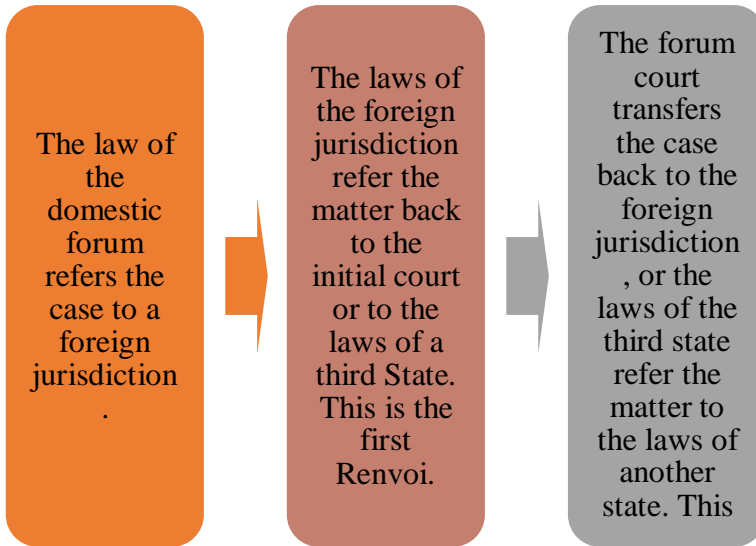 The law of
the
domestic
forum
refers the
case to a
foreign
jurisdiction
.
The laws of
the foreign
jurisdiction
refer the
matter back
to the
initial court
or to the
laws of a
third State.
This is the
first
Renvoi.
The forum
court
transfers
the case
back to the
foreign
jurisdiction
, or the
laws of the
third state
refer the
matter to
the laws of
another
state. This